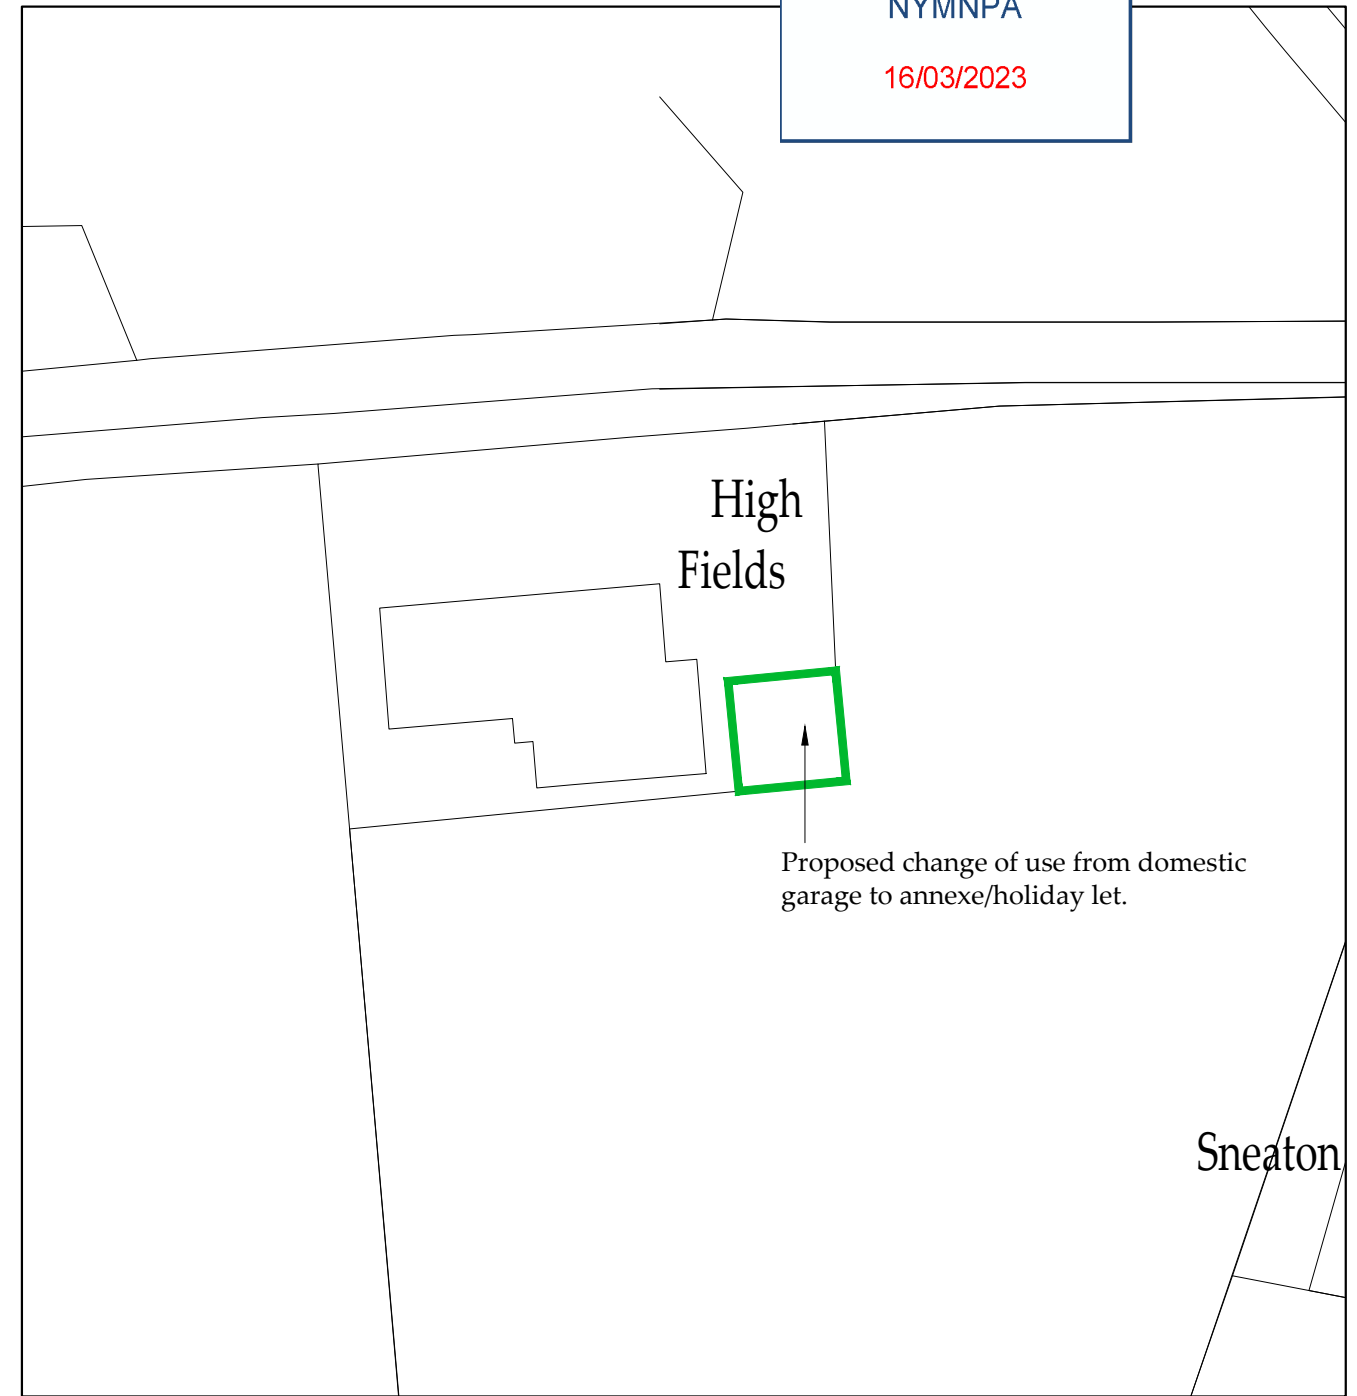 NYMNPA
16/03/2023
High
Fields
Proposed change of use from domestic
garage to annexe/holiday let.
Sneaton